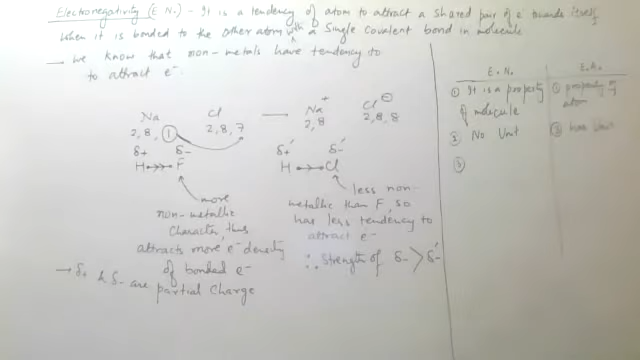 Electronegativity (E.N.) - It is a tendency of atom to attract a shared pair of e⁻ towards itself
when it is bonded to the other atom with a single covalent bond in molecule
→ we know that non-metals have tendency to
to attract e⁻.
Na Cl → Na⁺ Cl⊖
2,8,1 2,8,7 2,8 2,8,8
δ+ δ- δ+′ δ-′
H→F H→Cl
more
non-metallic
character, thus
attracts more e⁻ density
of bonded e⁻
less non-
metallic than F, so
has less tendency to
attract e⁻
∴ Strength of δ- > δ-′
→ δ+ & δ- are partial charge
E.N. E.A.
① It is a property
of molecule
② No Unit
③
① property of
atom
② has Unit